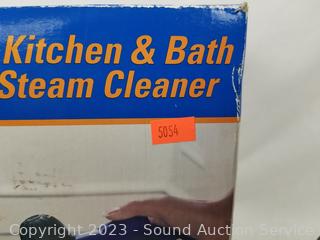 Kitchen & Bath
Steam Cleaner
5054
Copyright 2023 - Sound Auction Service